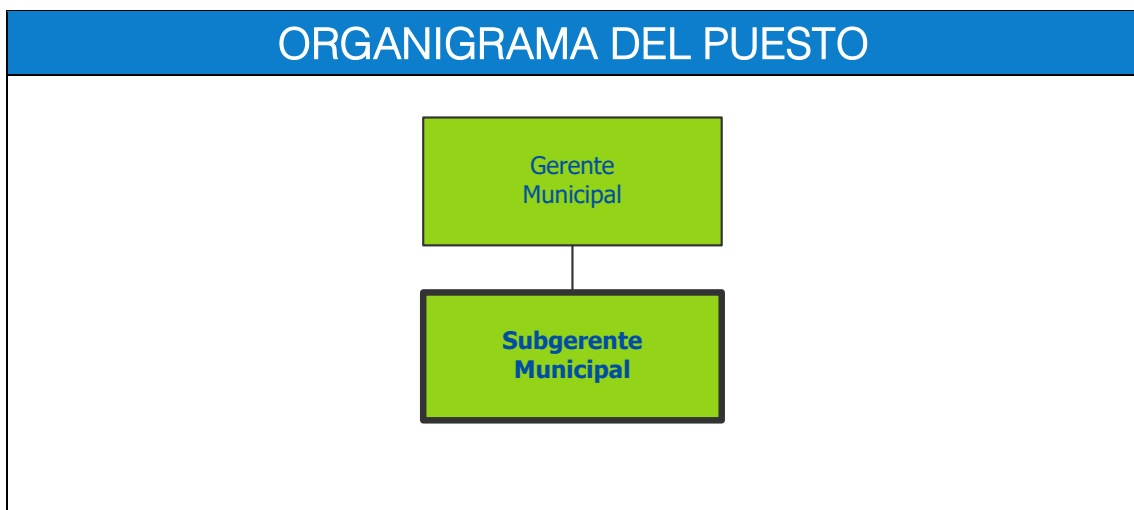 ORGANIGRAMA DEL PUESTO
Gerente
Municipal
Subgerente
Municipal